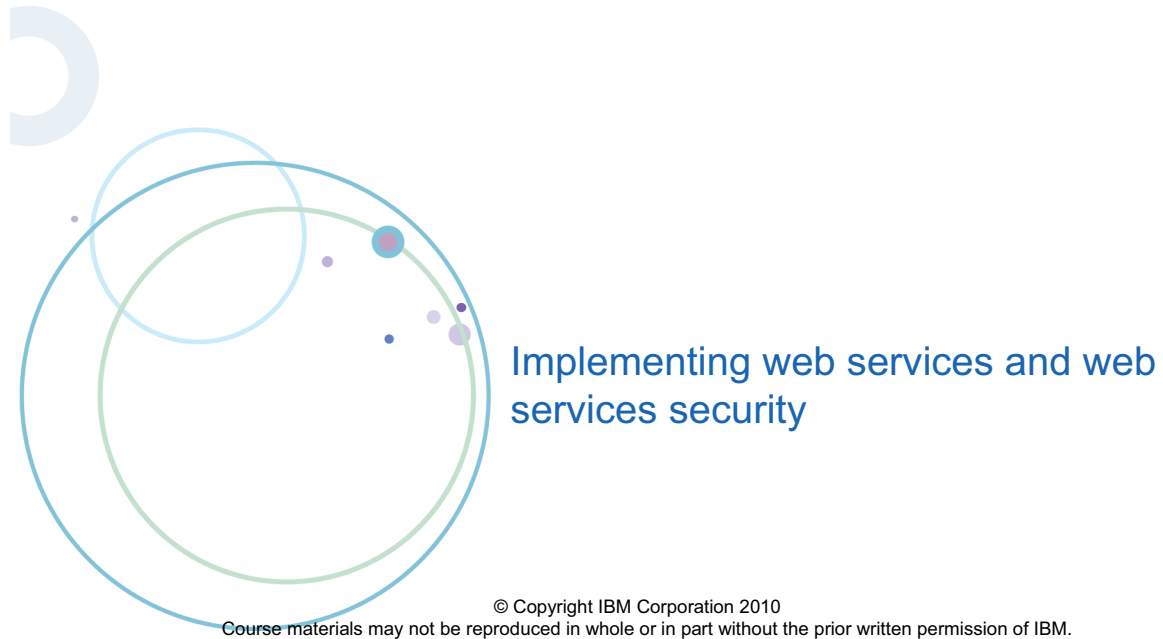 Implementing web services and web
services security
© Copyright IBM Corporation 2010
Course materials may not be reproduced in whole or in part without the prior written permission of IBM.